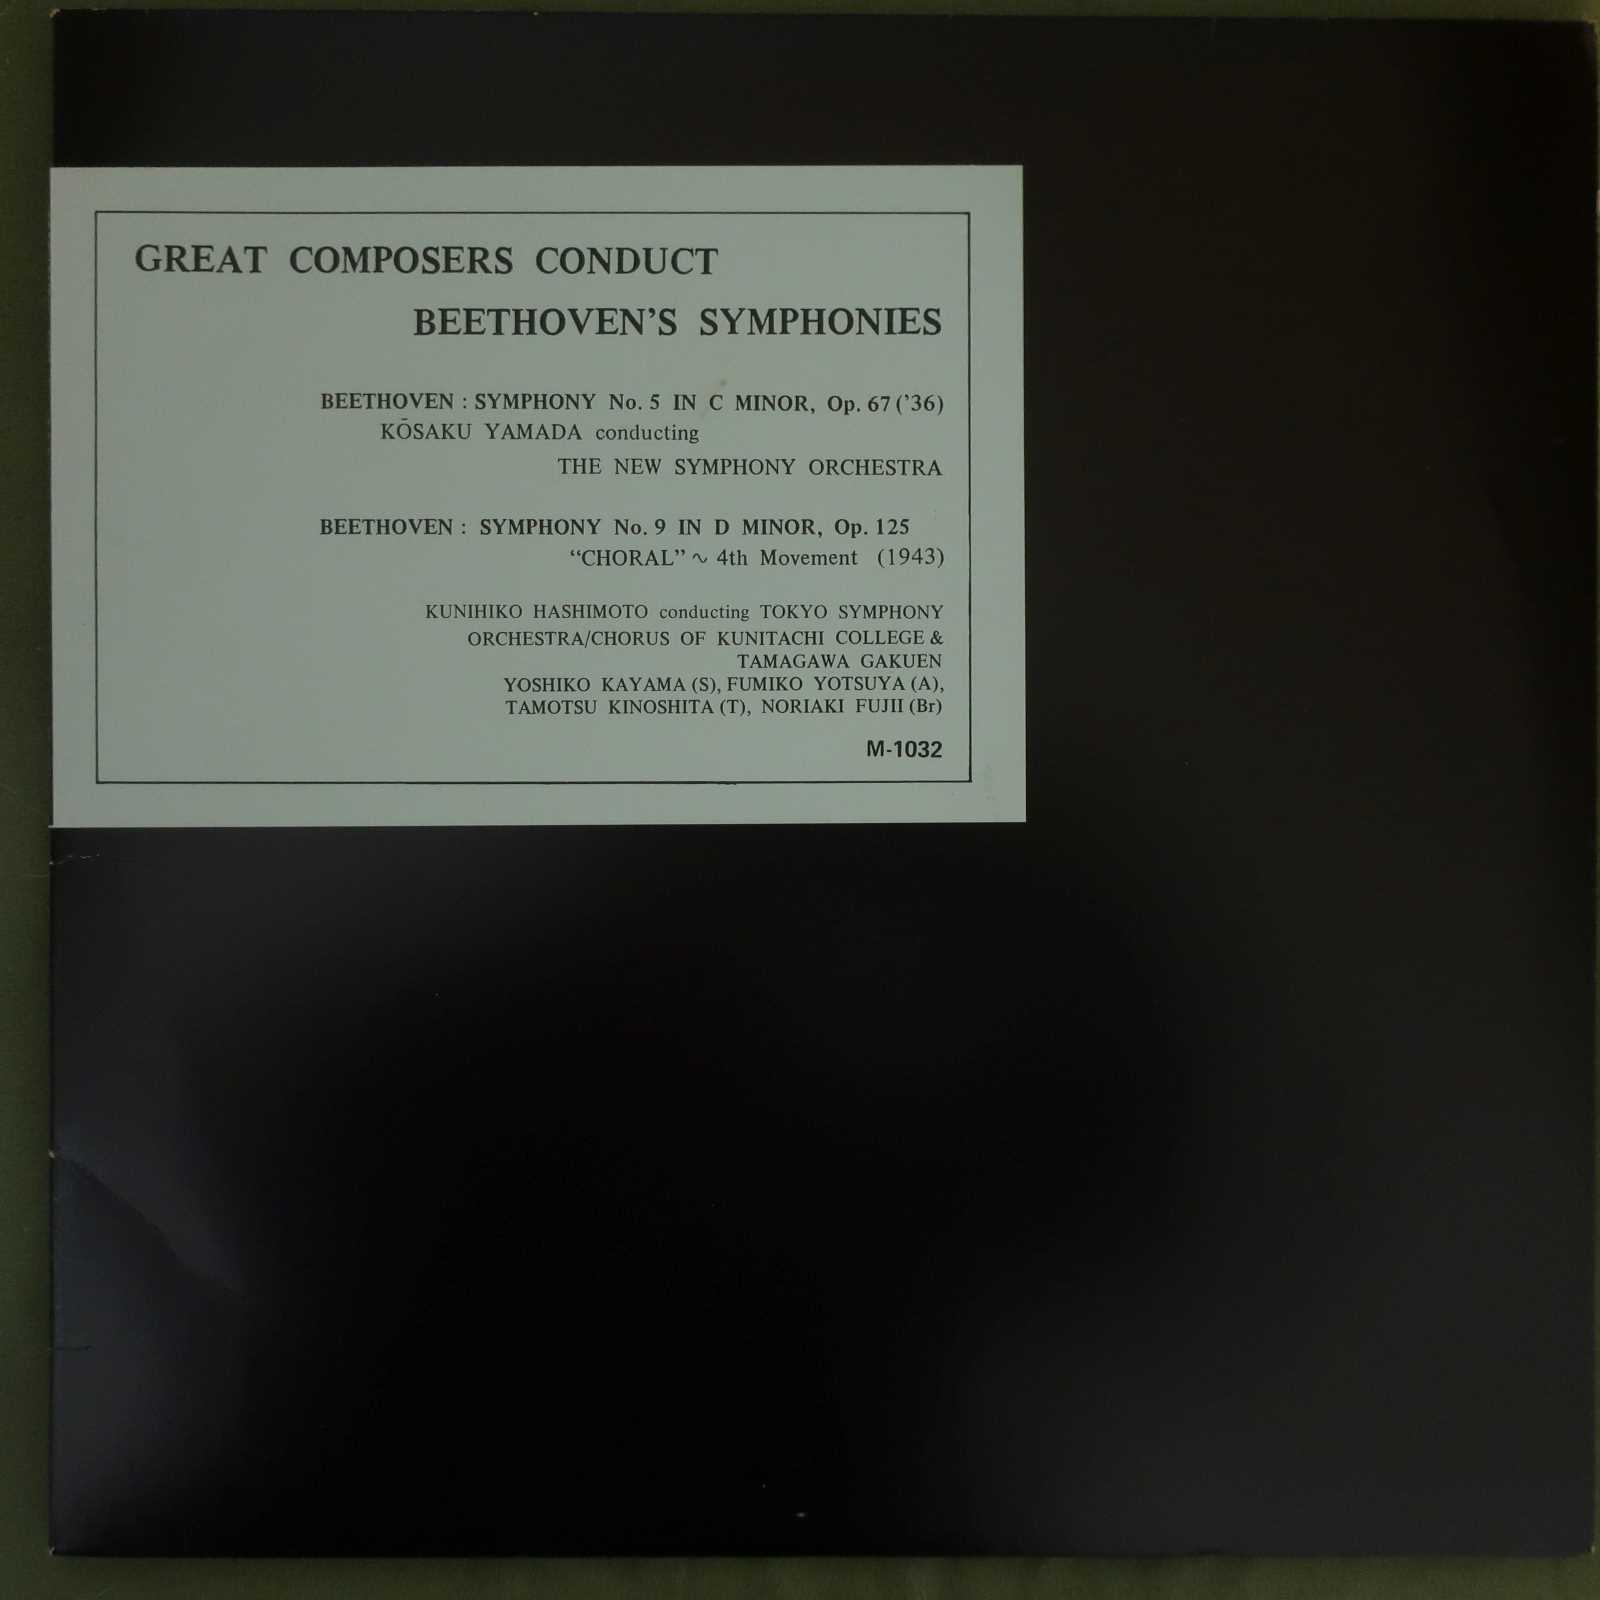 GREAT COMPOSERS CONDUCT
BEETHOVEN'S SYMPHONIES
BEETHOVEN : SYMPHONY No. 5 IN C MINOR, Op. 67 ('36)
KŌSAKU YAMADA conducting
THE NEW SYMPHONY ORCHESTRA
BEETHOVEN : SYMPHONY No. 9 IN D MINOR, Op. 125
“CHORAL” ~ 4th Movement (1943)
KUNIHIKO HASHIMOTO conducting TOKYO SYMPHONY
ORCHESTRA/CHORUS OF KUNITACHI COLLEGE &
TAMAGAWA GAKUEN
YOSHIKO KAYAMA (S), FUMIKO YOTSUYA (A),
TAMOTSU KINOSHITA (T), NORIAKI FUJII (Br)
M-1032